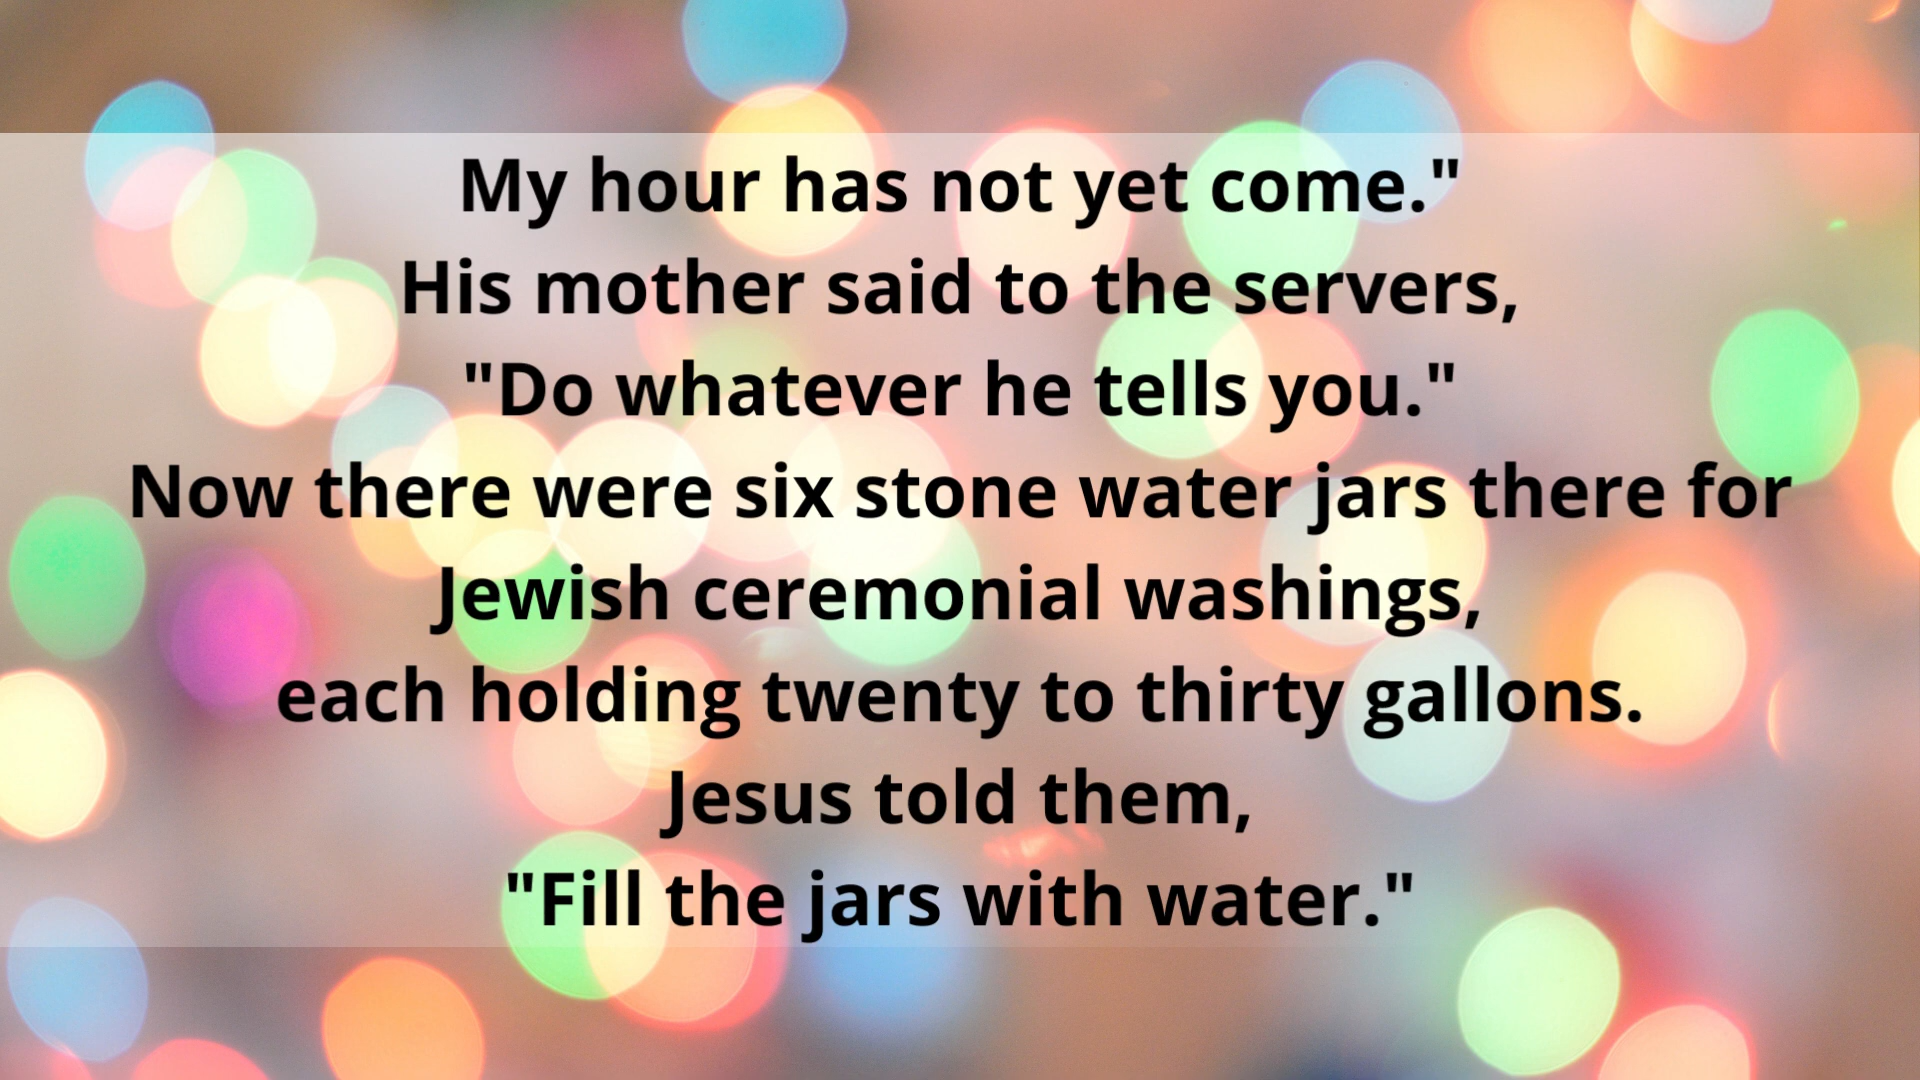 My hour has not yet come."
His mother said to the servers,
"Do whatever he tells you."
Now there were six stone water jars there for
Jewish ceremonial washings,
each holding twenty to thirty gallons.
Jesus told them,
"Fill the jars with water."